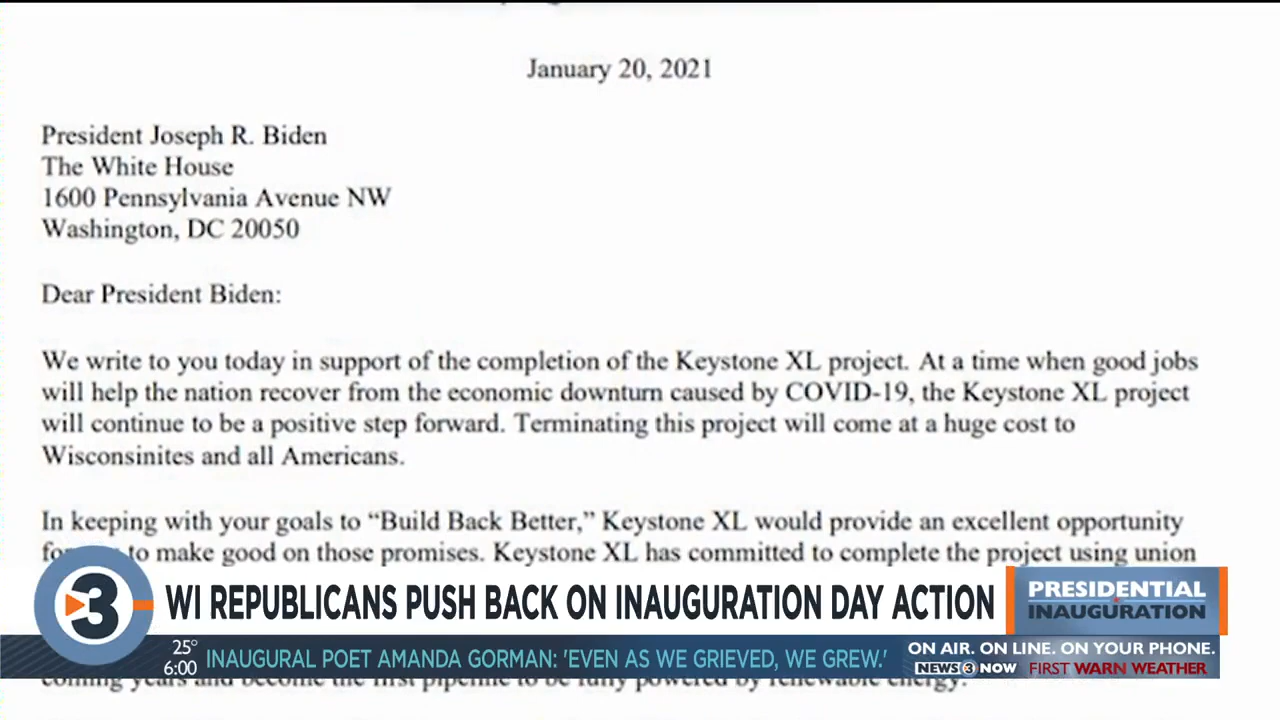 January 20, 2021
President Joseph R. Biden
The White House
1600 Pennsylvania Avenue NW
Washington, DC 20050
Dear President Biden:
We write to you today in support of the completion of the Keystone XL project. At a time when good jobs
will help the nation recover from the economic downturn caused by COVID-19, the Keystone XL project
will continue to be a positive step forward. Terminating this project will come at a huge cost to
Wisconsinites and all Americans.
In keeping with your goals to “Build Back Better,” Keystone XL would provide an excellent opportunity
to make good on those promises. Keystone XL has committed to complete the project using union
3
WI REPUBLICANS PUSH BACK ON INAUGURATION DAY ACTION
PRESIDENTIAL
INAUGURATION
25°
6:00
INAUGURAL POET AMANDA GORMAN: 'EVEN AS WE GRIEVED, WE GREW.'
ON AIR. ON LINE. ON YOUR PHONE.
NEWS 3 NOW FIRST WARN WEATHER
coming years and become the first pipeline to be fully powered by renewable energy.